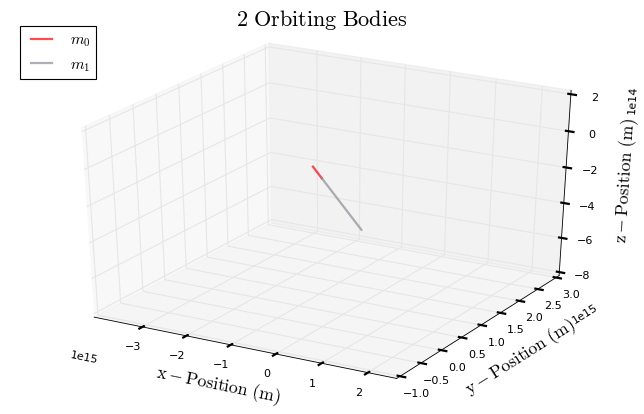 2 Orbiting Bodies
m₀
m₁
1e14
2
0
−2
−4
−6
−8
z − Position (m)
3.0
2.5
2.0
1.5
1.0
0.5
0.0
−0.5
−1.0
1e15
y − Position (m)
1e15
−3
−2
−1
0
1
2
x − Position (m)